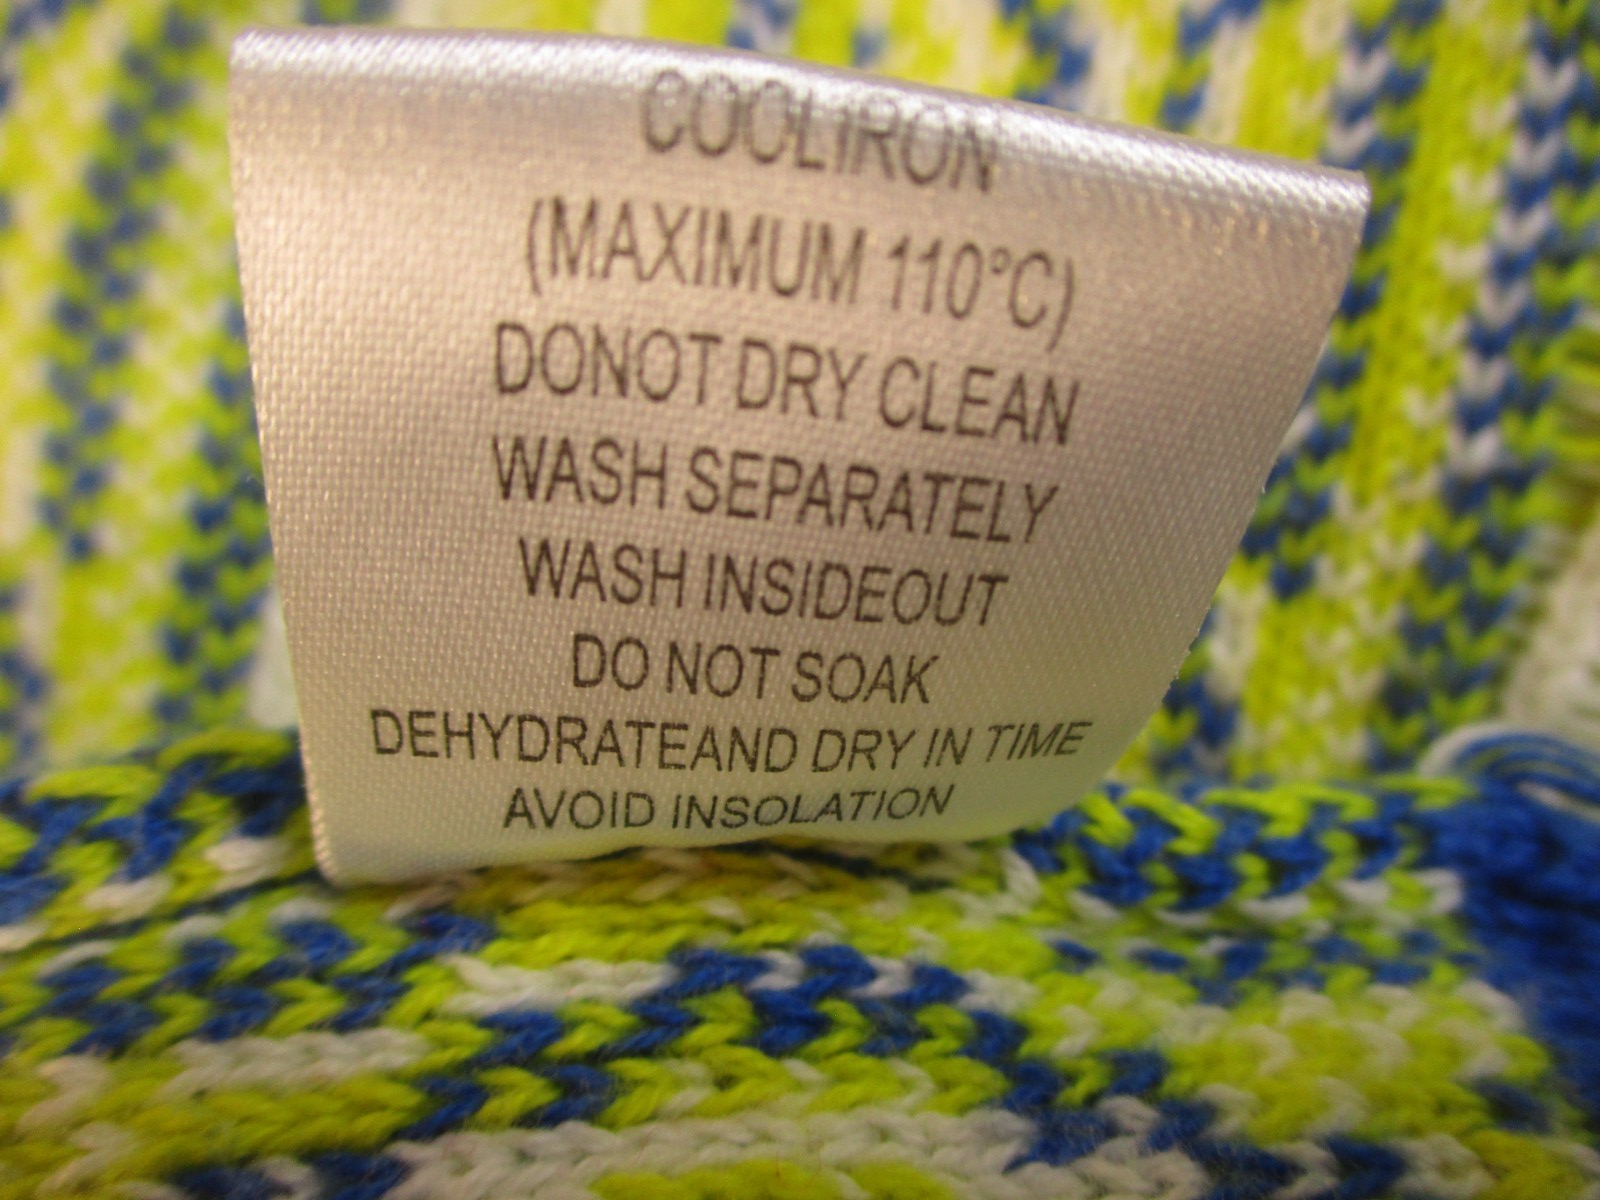 COOLIRON
(MAXIMUM 110°C)
DONOT DRY CLEAN
WASH SEPARATELY
WASH INSIDEOUT
DO NOT SOAK
DEHYDRATEAND DRY IN TIME
AVOID INSOLATION